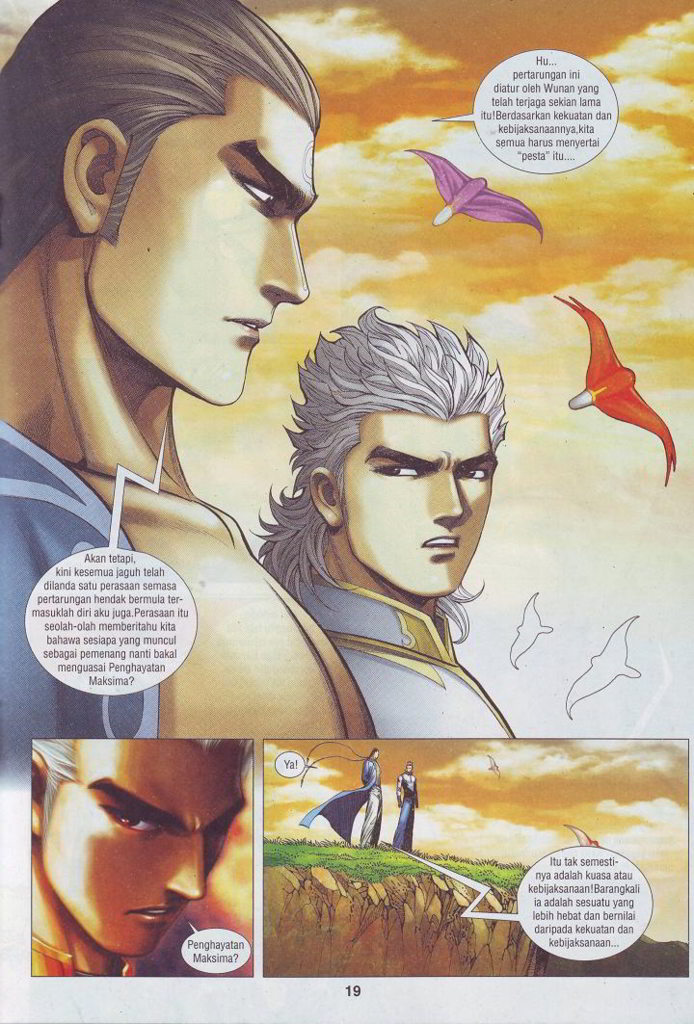 Hu...
pertarungan ini
diatur oleh Wunan yang
telah terjaga sekian lama
itu!Berdasarkan kekuatan dan
kebijaksanaannya,kita
semua harus menyertai
"pesta" itu....
Akan tetapi,
kini kesemua jaguh telah
dilanda satu perasaan semasa
pertarungan hendak bermula ter-
masuklah diri aku juga.Perasaan itu
seolah-olah memberitahu kita
bahawa sesiapa yang muncul
sebagai pemenang nanti bakal
menguasai Penghayatan
Maksima?
Penghayatan
Maksima?
Ya!
Itu tak semesti-
nya adalah kuasa atau
kebijaksanaan!Barangkali
ia adalah sesuatu yang
lebih hebat dan bernilai
daripada kekuatan dan
kebijaksanaan...
19